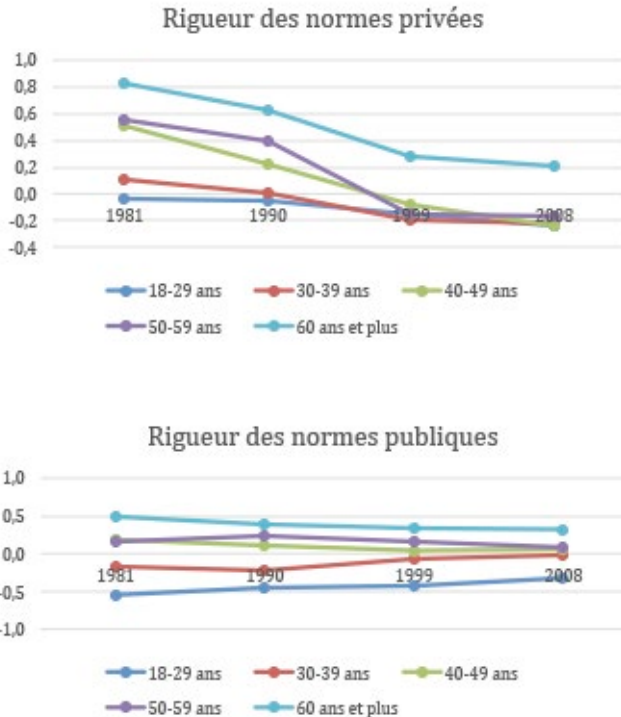 Rigueur des normes privées
1,0
0,8
0,6
0,4
0,2
0,0
-0,2
-0,4
1981 1990 1999 2008
18-29 ans 30-39 ans 40-49 ans
50-59 ans 60 ans et plus
Rigueur des normes publiques
1,0
0,5
0,0
-0,5
-1,0
1981 1990 1999 2008
18-29 ans 30-39 ans 40-49 ans
50-59 ans 60 ans et plus